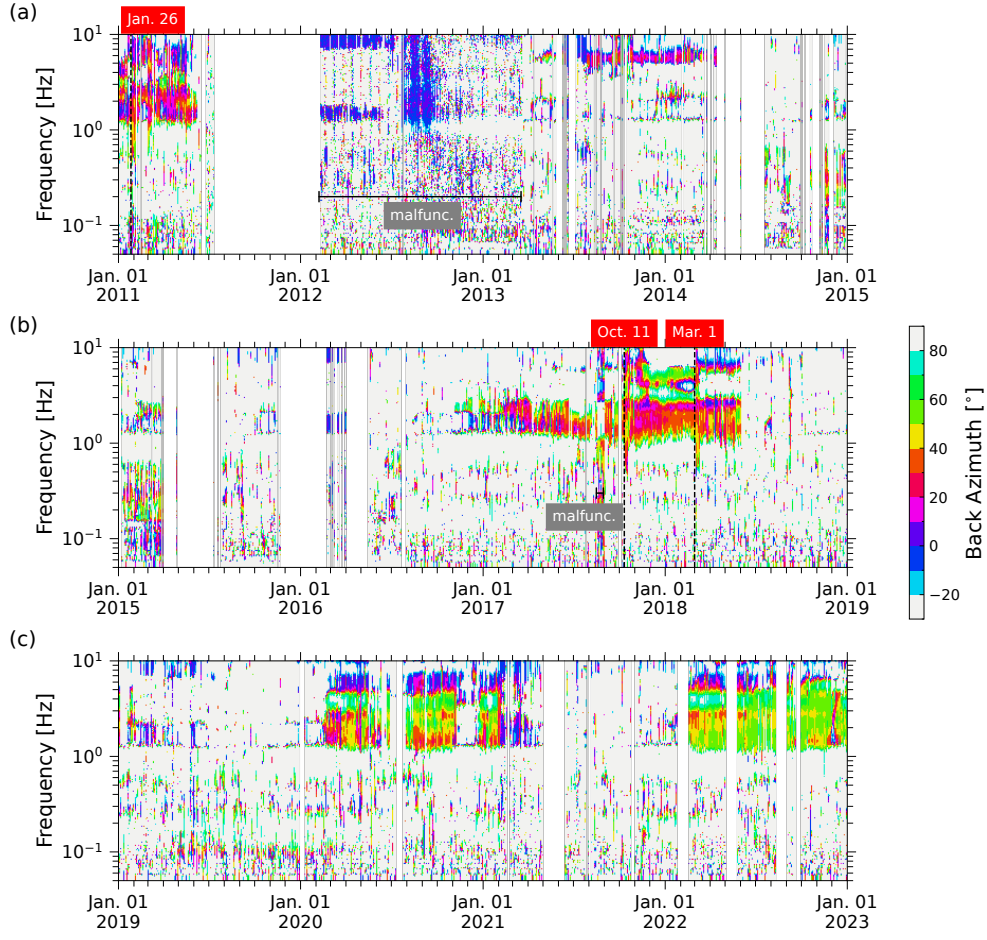 (a)
Jan. 26
10¹
10⁰
10⁻¹
Frequency [Hz]
malfunc.
Jan. 01
2011
Jan. 01
2012
Jan. 01
2013
Jan. 01
2014
Jan. 01
2015
(b)
Oct. 11
Mar. 1
10¹
10⁰
10⁻¹
Frequency [Hz]
malfunc.
Jan. 01
2015
Jan. 01
2016
Jan. 01
2017
Jan. 01
2018
Jan. 01
2019
80
60
40
20
0
−20
Back Azimuth [°]
(c)
10¹
10⁰
10⁻¹
Frequency [Hz]
Jan. 01
2019
Jan. 01
2020
Jan. 01
2021
Jan. 01
2022
Jan. 01
2023